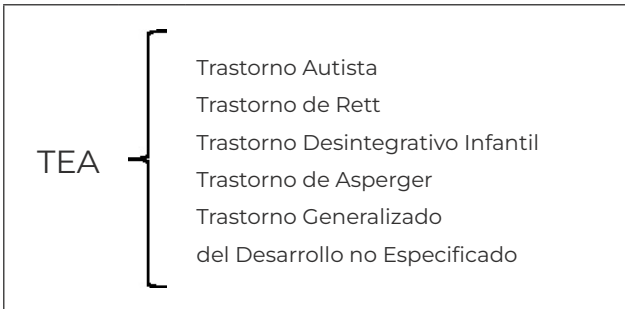 TEA
Trastorno Autista
Trastorno de Rett
Trastorno Desintegrativo Infantil
Trastorno de Asperger
Trastorno Generalizado
del Desarrollo no Especificado